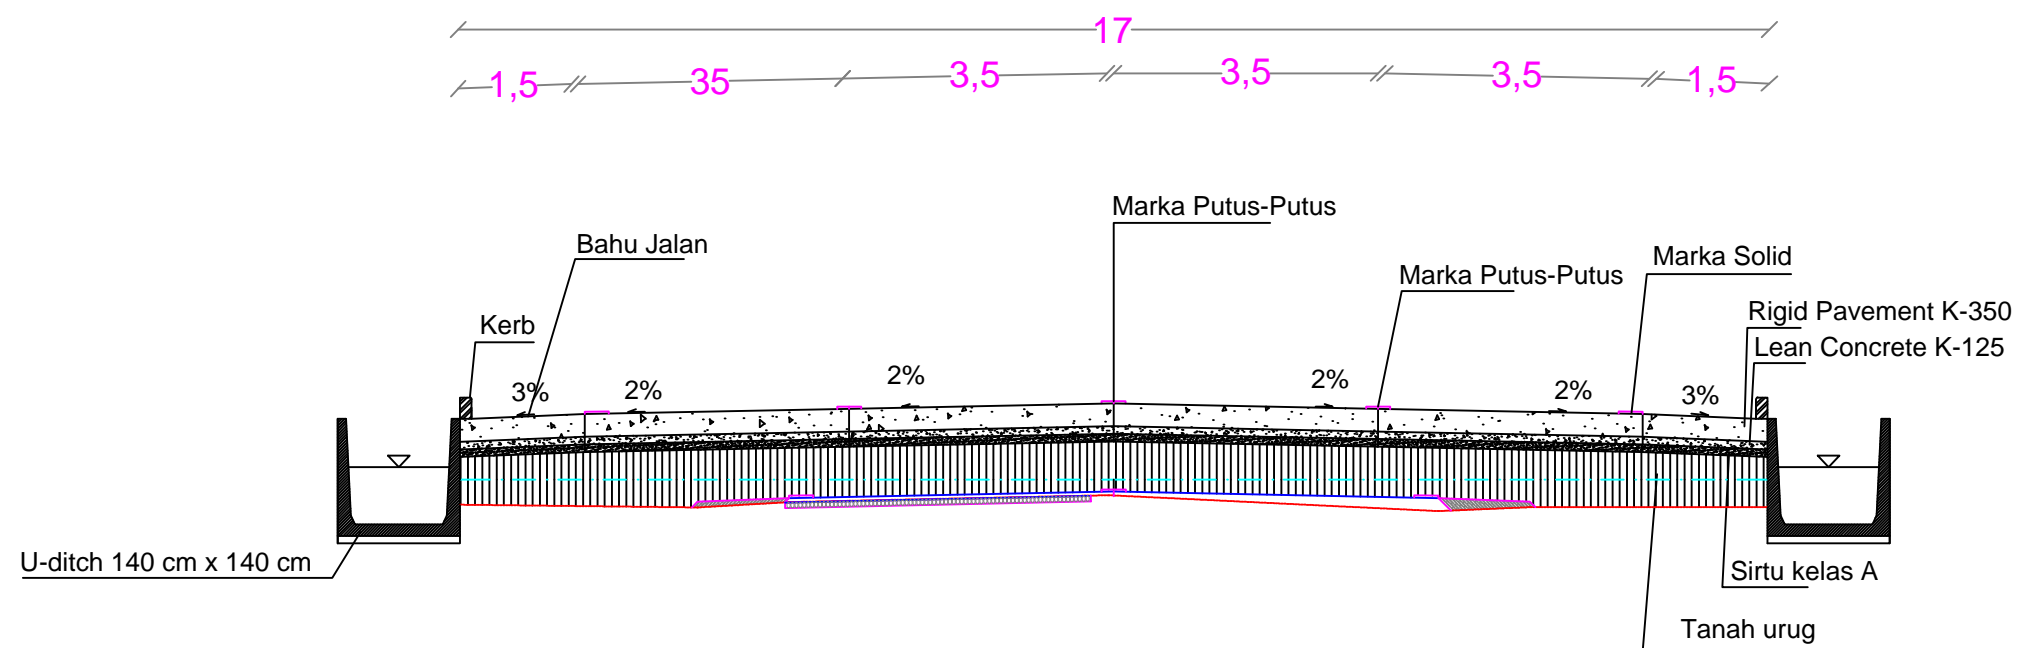 17
1,5 35 3,5 3,5 3,5 1,5
Marka Putus-Putus
Bahu Jalan
Marka Solid
Marka Putus-Putus
Kerb
Rigid Pavement K-350
Lean Concrete K-125
3% 2% 2% 2% 2% 3%
U-ditch 140 cm x 140 cm
Sirtu kelas A
Tanah urug